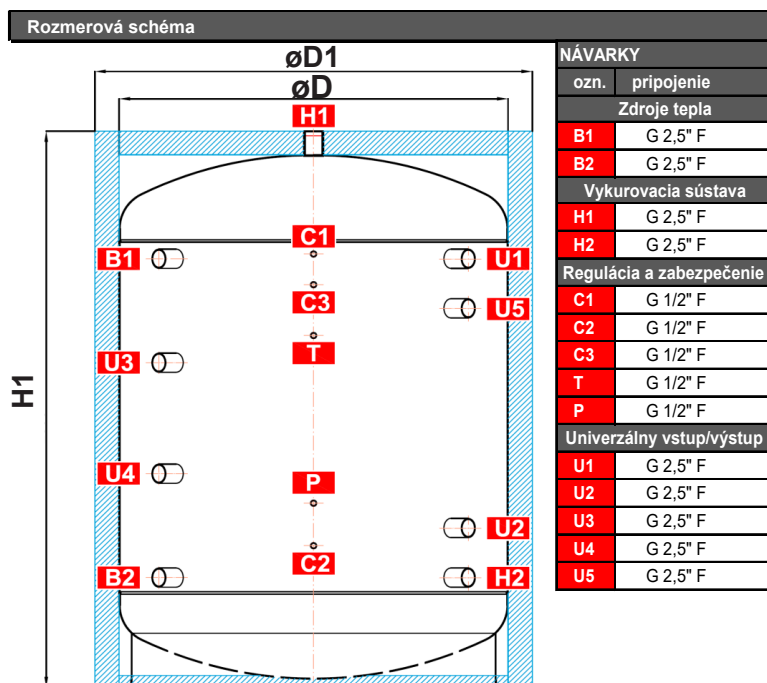 Rozmerová schéma
øD1
øD
H1
C1
B1
U1
C3
U5
T
U3
H1
U4
P
U2
C2
B2
H2
NÁVARKY
ozn. pripojenie
Zdroje tepla
B1 G 2,5" F
B2 G 2,5" F
Vykurovacia sústava
H1 G 2,5" F
H2 G 2,5" F
Regulácia a zabezpečenie
C1 G 1/2" F
C2 G 1/2" F
C3 G 1/2" F
T G 1/2" F
P G 1/2" F
Univerzálny vstup/výstup
U1 G 2,5" F
U2 G 2,5" F
U3 G 2,5" F
U4 G 2,5" F
U5 G 2,5" F